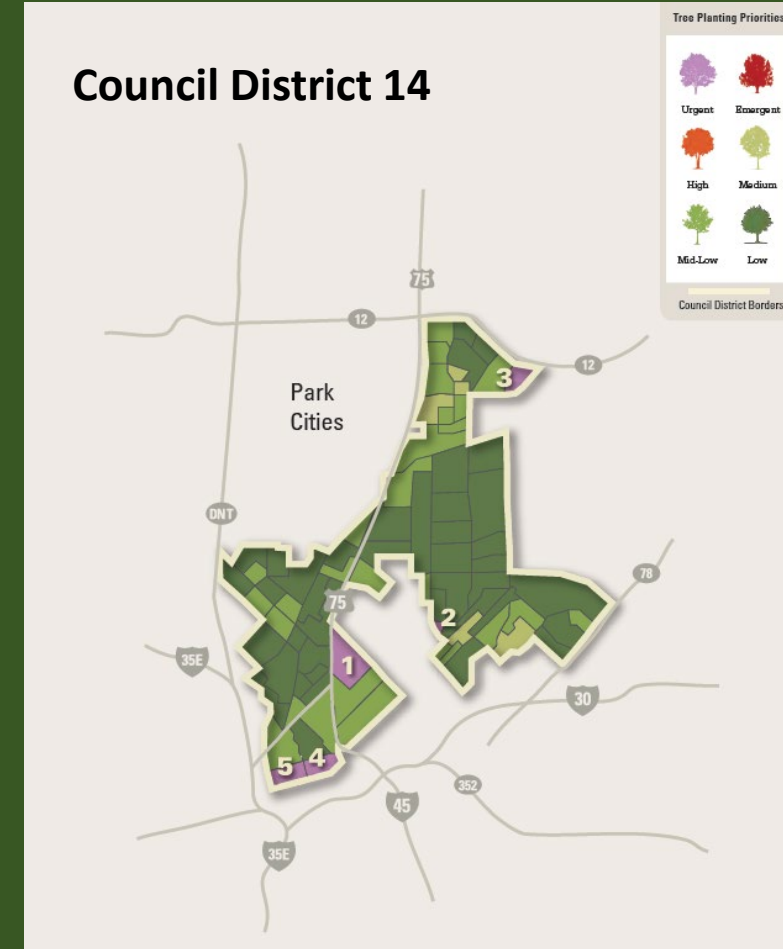 Council District 14
Tree Planting Priorities
Urgent
Emergent
High
Medium
Mid-Low
Low
Council District Borders
75
12
12
3
Park
Cities
DNT
78
75
2
35E
1
30
5
4
352
45
35E